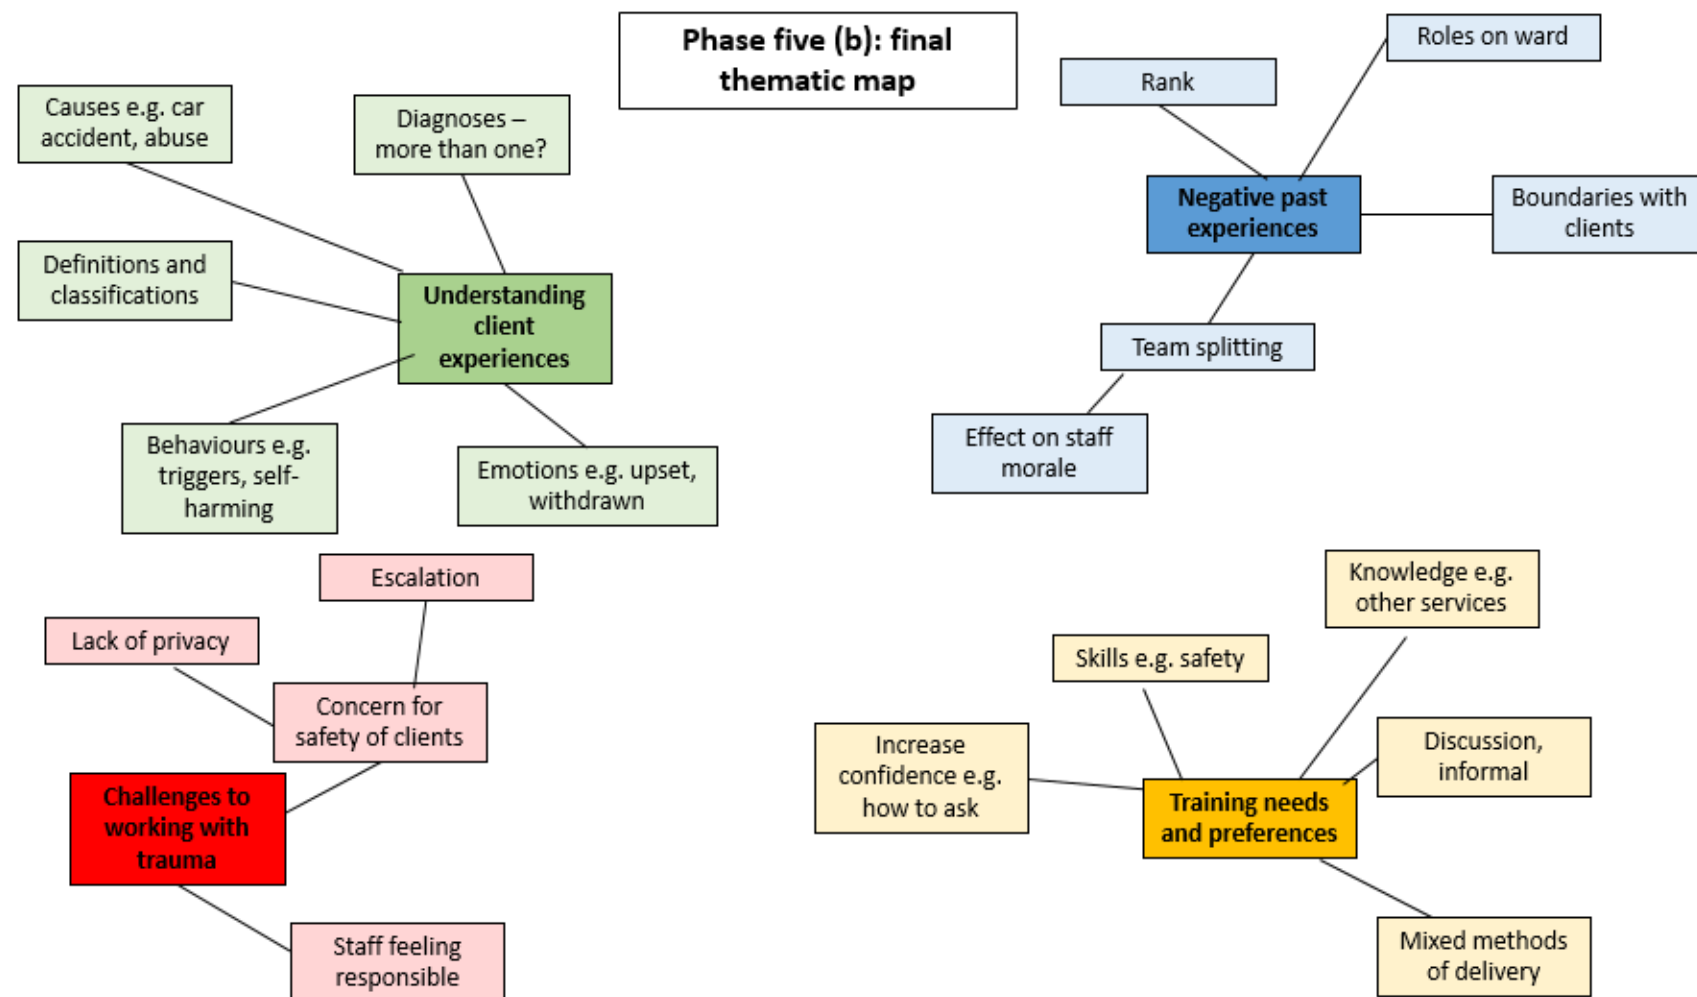 Phase five (b): final
thematic map
Causes e.g. car
accident, abuse
Diagnoses –
more than one?
Definitions and
classifications
Understanding
client
experiences
Behaviours e.g.
triggers, self-
harming
Emotions e.g. upset,
withdrawn
Rank
Roles on ward
Negative past
experiences
Boundaries with
clients
Team splitting
Effect on staff
morale
Escalation
Lack of privacy
Concern for
safety of clients
Challenges to
working with
trauma
Staff feeling
responsible
Knowledge e.g.
other services
Skills e.g. safety
Increase
confidence e.g.
how to ask
Discussion,
informal
Training needs
and preferences
Mixed methods
of delivery